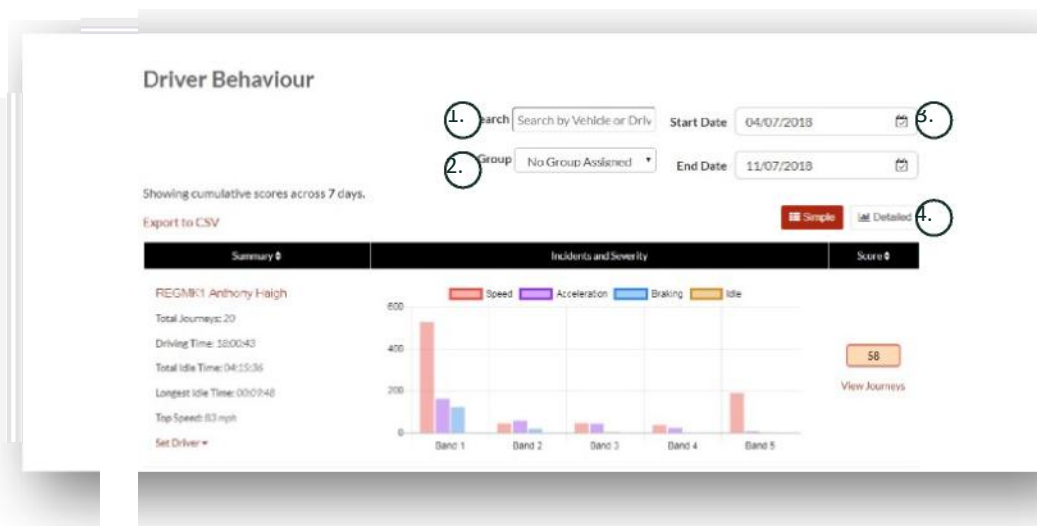 Driver Behaviour
1. earch Search by Vehicle or Driv Start Date 04/07/2018 3.
2. Group No Group Assigned End Date 11/07/2018
Showing cumulative scores across 7 days.
Export to CSV
Simple Detailed 4.
Summary Incidents and Severity Score
REGMK1 Anthony Haigh
Speed Acceleration Braking Idle
600
Total Journeys: 20
Driving Time: 18:00:43
400
58
Total Idle Time: 04:15:36
Longest Idle Time: 00:09:48
200
View Journeys
Top Speed: 83 mph
0
Set Driver
Band 1 Band 2 Band 3 Band 4 Band 5